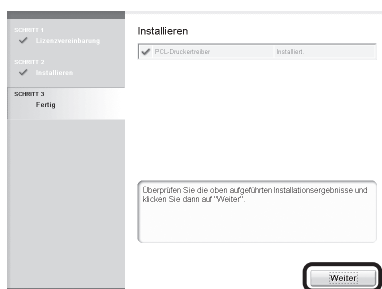 SCHRITT 1
Lizenzvereinbarung
SCHRITT 2
Installieren
SCHRITT 3
Fertig
Installieren
PCL-Druckertreiber Installiert.
Überprüfen Sie die oben aufgeführten Installationsergebnisse und
klicken Sie dann auf "Weiter".
Weiter